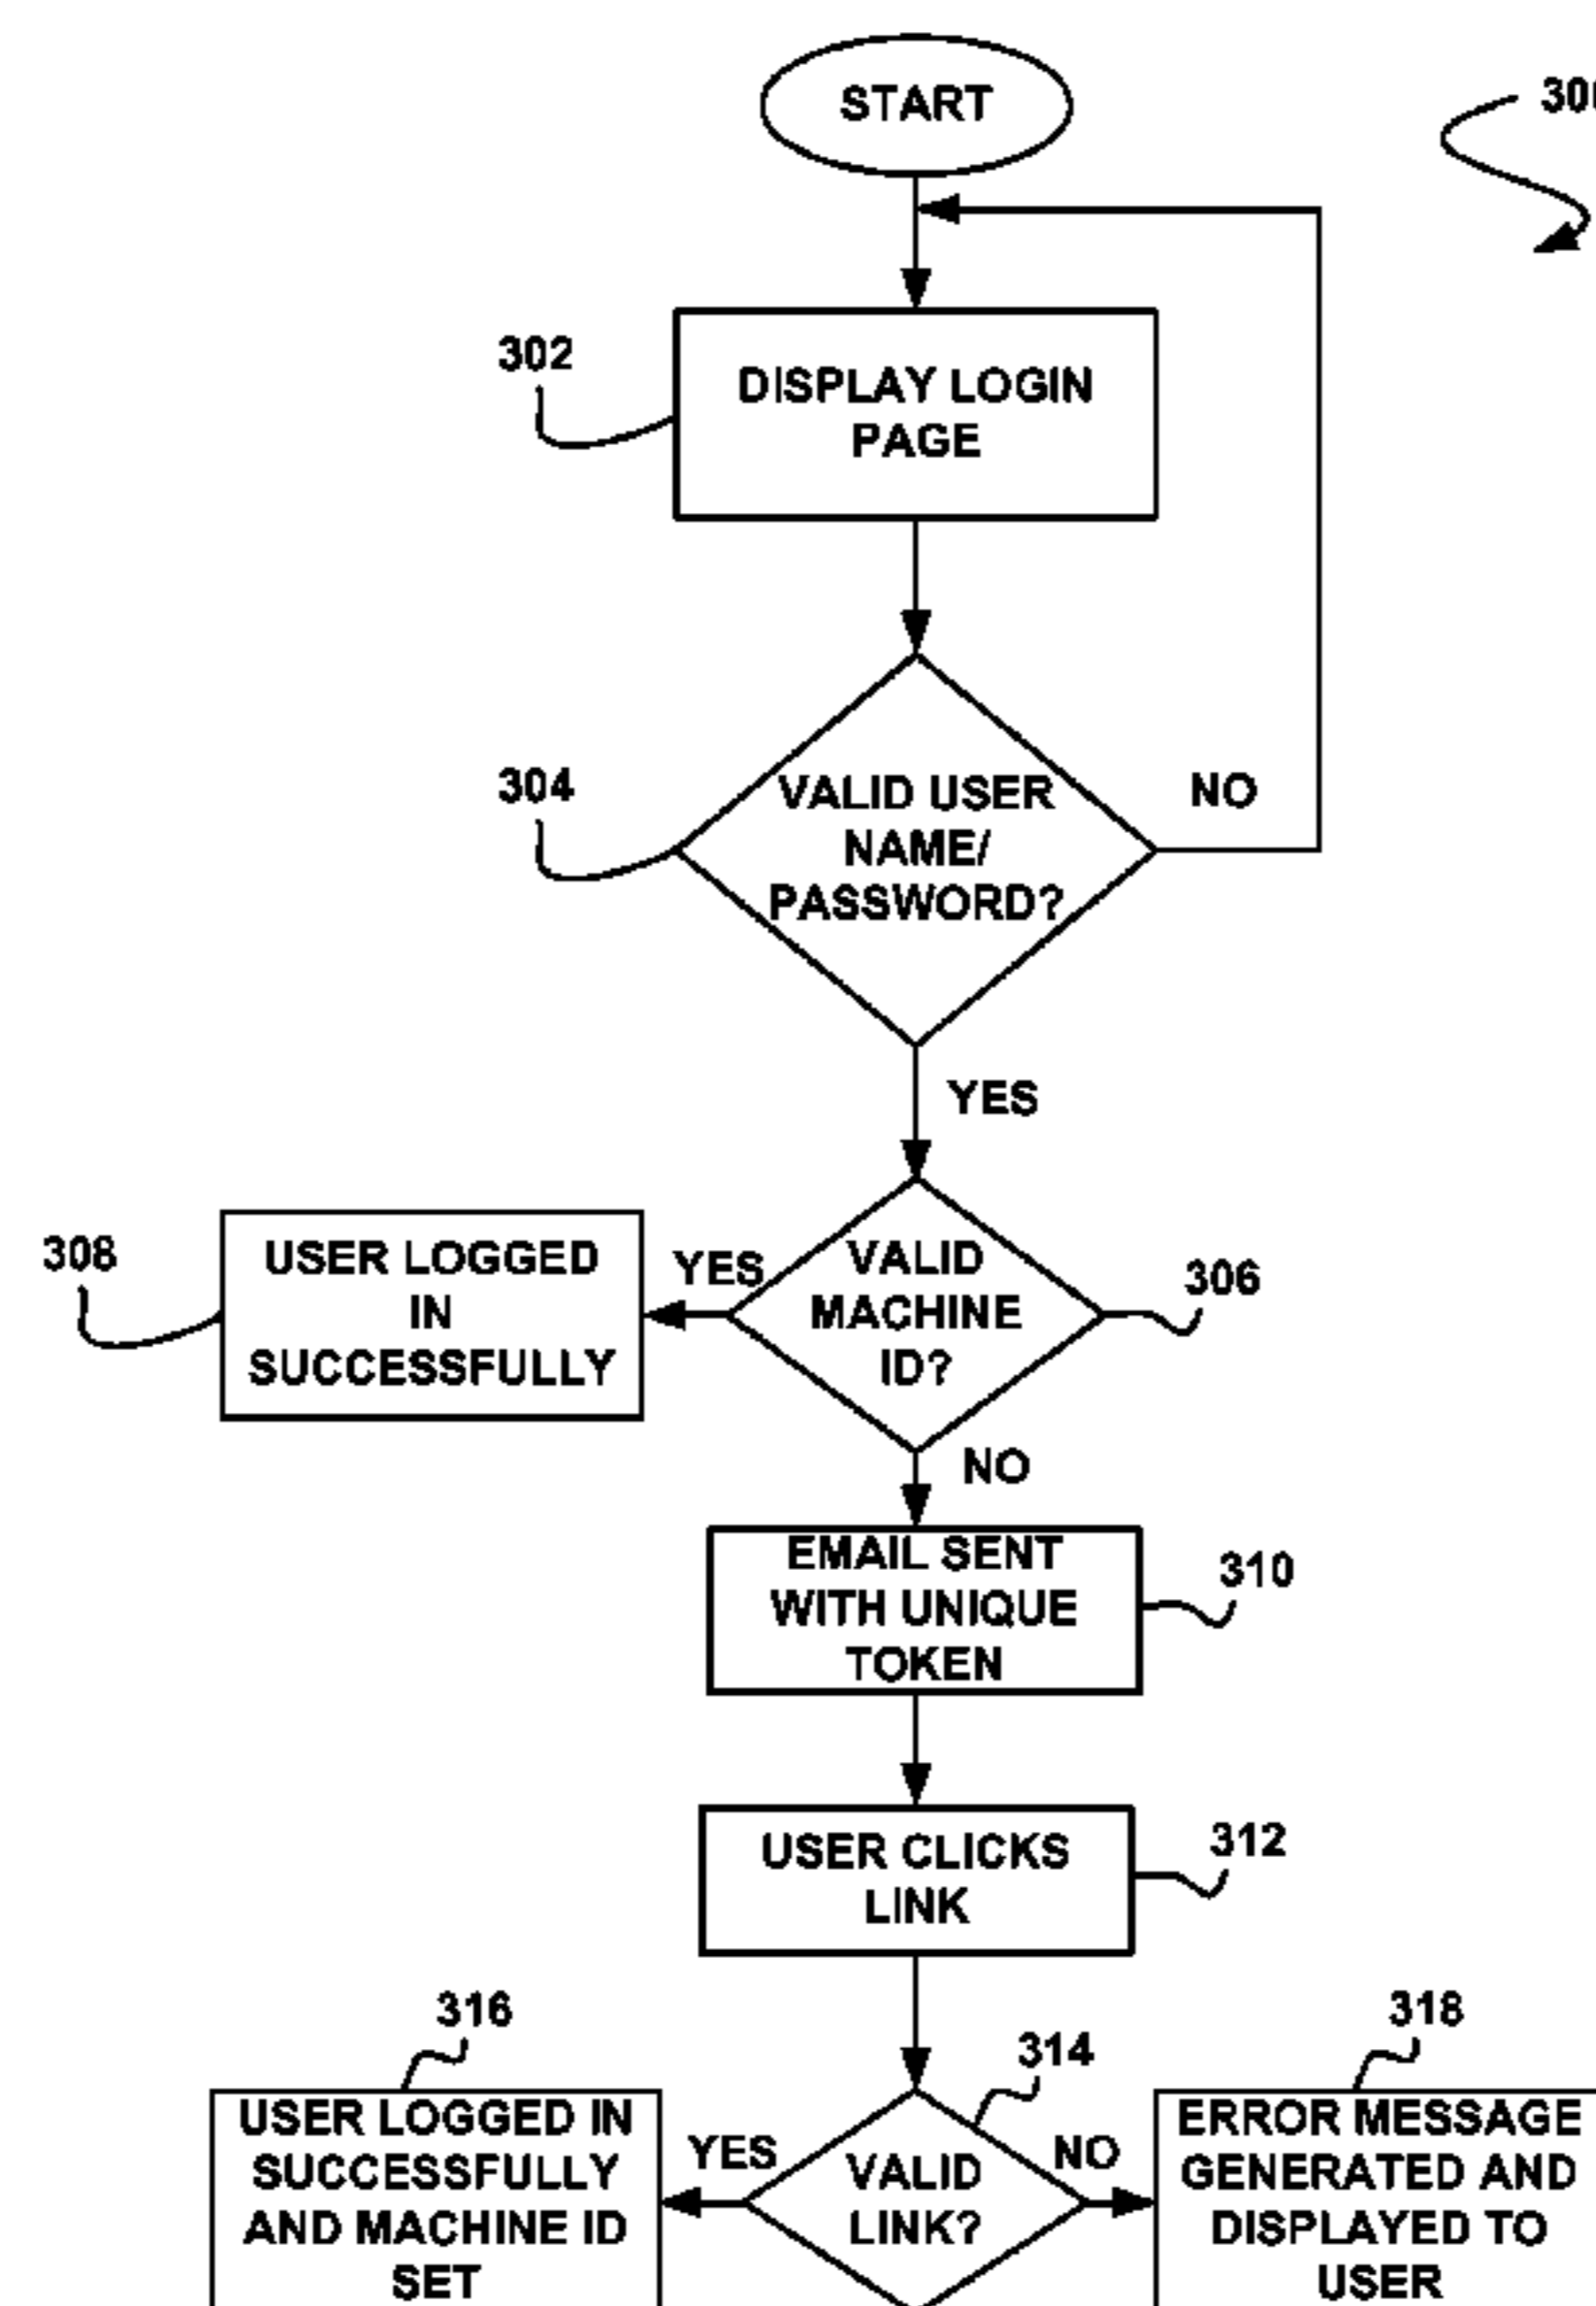 START
302
DISPLAY LOGIN
PAGE
304
VALID USER
NAME/
PASSWORD?
NO
YES
308
USER LOGGED
IN
SUCCESSFULLY
YES
VALID
MACHINE
ID?
306
NO
EMAIL SENT
WITH UNIQUE
TOKEN
310
USER CLICKS
LINK
312
316
314
318
USER LOGGED IN
SUCCESSFULLY
AND MACHINE ID
SET
YES
VALID
LINK?
NO
ERROR MESSAGE
GENERATED AND
DISPLAYED TO
USER